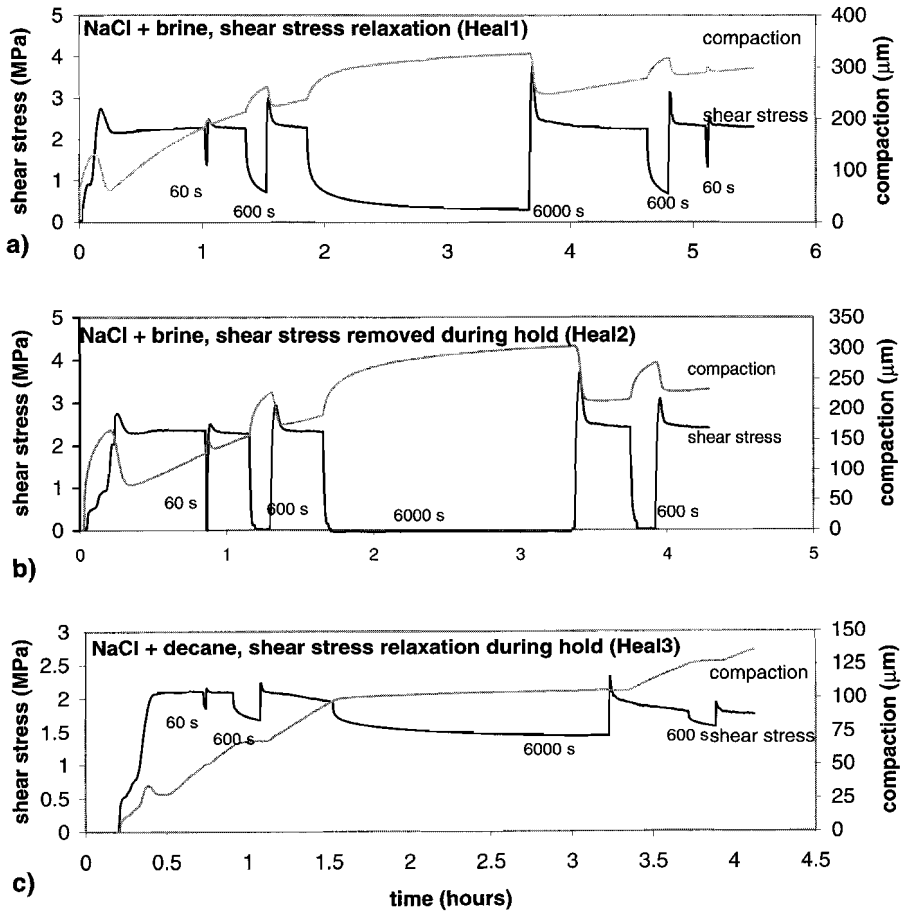 NaCl + brine, shear stress relaxation (Heal1)
shear stress (MPa)
5
4
3
2
1
0
400
300
200
100
0
compaction (µm)
compaction
shear stress
60 s
600 s
6000 s
600 s
60 s
0 1 2 3 4 5 6
a)
NaCl + brine, shear stress removed during hold (Heal2)
shear stress (MPa)
5
4
3
2
1
0
350
300
250
200
150
100
50
0
compaction (µm)
compaction
shear stress
60 s
600 s
6000 s
600 s
0 1 2 3 4 5
b)
NaCl + decane, shear stress relaxation during hold (Heal3)
shear stress (MPa)
3
2.5
2
1.5
1
0.5
0
150
125
100
75
50
25
0
compaction (µm)
compaction
shear stress
60 s
600 s
6000 s
600 s
0 0.5 1 1.5 2 2.5 3 3.5 4 4.5
c)
time (hours)